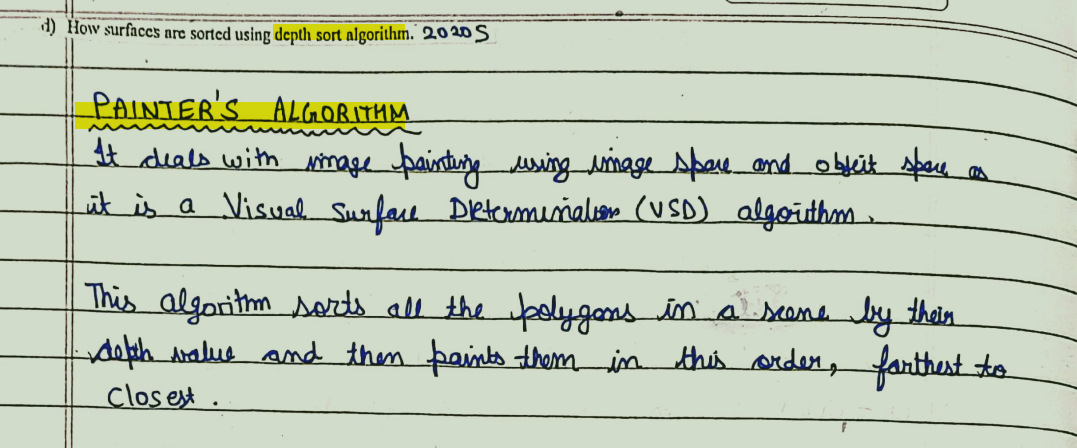 d) How surfaces are sorted using depth sort algorithm. 2020 S
PAINTER'S ALGORITHM
It deals with image painting using image space and object space as
it is a Visual Surface Determination (VSD) algorithm.
This algorithm sorts all the polygons in a scene by their
depth value and then paints them in this order, farthest to
closest.